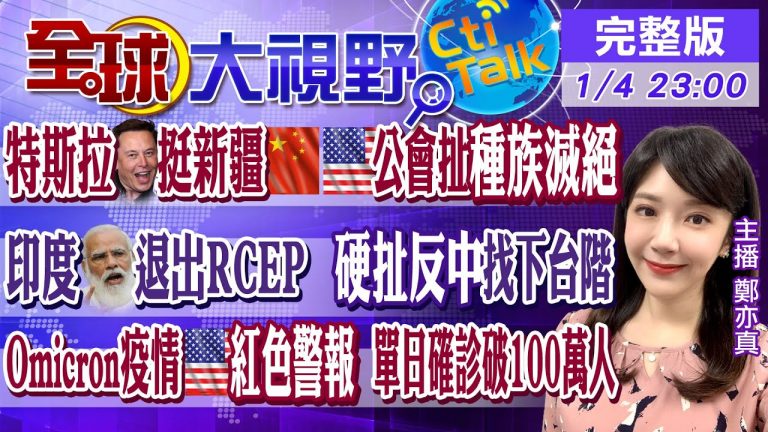 全球大視野
Cti Talk
完整版
1/4 23:00
特斯拉挺新疆 公會扯種族滅絕
印度退出RCEP 硬扯反中找下台階
Omicron疫情 紅色警報 單日確診破100萬人
主播 鄭亦真